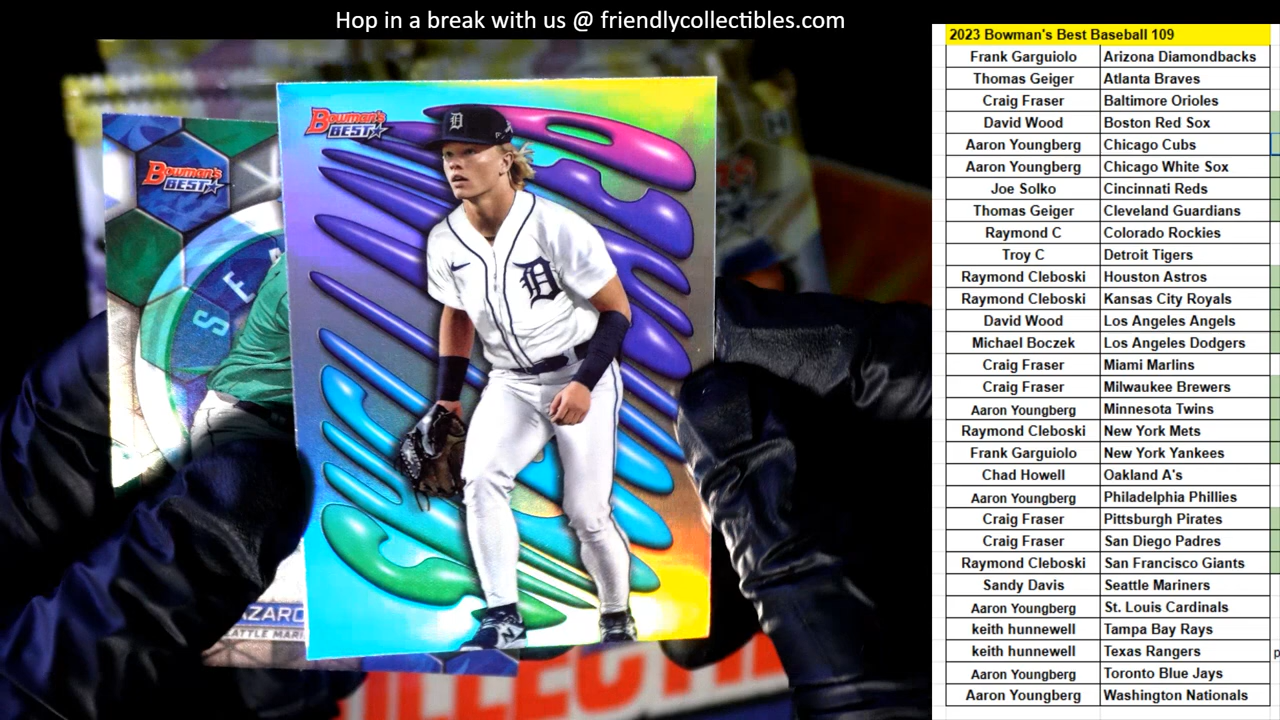 Hop in a break with us @ friendlycollectibles.com
2023 Bowman's Best Baseball 109
Frank Garguiolo Arizona Diamondbacks
Thomas Geiger Atlanta Braves
Craig Fraser Baltimore Orioles
David Wood Boston Red Sox
Aaron Youngberg Chicago Cubs
Aaron Youngberg Chicago White Sox
Joe Solko Cincinnati Reds
Thomas Geiger Cleveland Guardians
Raymond C Colorado Rockies
Troy C Detroit Tigers
Raymond Cleboski Houston Astros
Raymond Cleboski Kansas City Royals
David Wood Los Angeles Angels
Michael Boczek Los Angeles Dodgers
Craig Fraser Miami Marlins
Craig Fraser Milwaukee Brewers
Aaron Youngberg Minnesota Twins
Raymond Cleboski New York Mets
Frank Garguiolo New York Yankees
Chad Howell Oakland A's
Aaron Youngberg Philadelphia Phillies
Craig Fraser Pittsburgh Pirates
Craig Fraser San Diego Padres
Raymond Cleboski San Francisco Giants
Sandy Davis Seattle Mariners
Aaron Youngberg St. Louis Cardinals
keith hunnewell Tampa Bay Rays
keith hunnewell Texas Rangers
p
Aaron Youngberg Toronto Blue Jays
Aaron Youngberg Washington Nationals
Bowman's
BEST
Bowman's
BEST
D
D
SEA
AZARO
EATTLE MARI